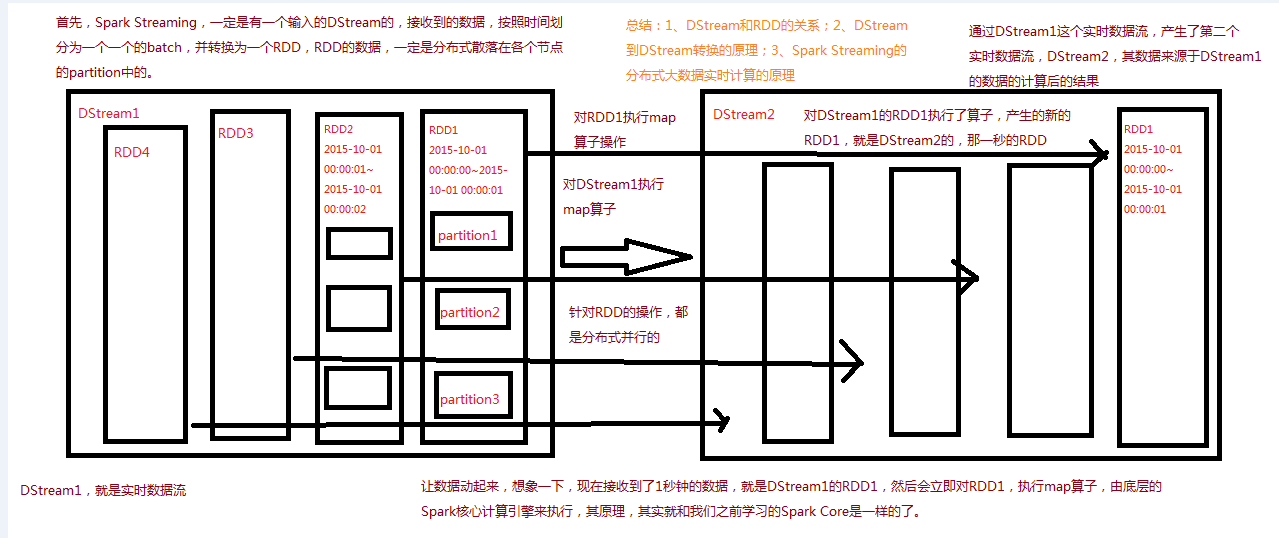 首先，Spark Streaming，一定是有一个输入的DStream的，接收到的数据，按照时间划
分为一个一个的batch，并转换为一个RDD，RDD的数据，一定是分布式散落在各个节点
的partition中的。
总结：1、DStream和RDD的关系；2、DStream
到DStream转换的原理；3、Spark Streaming的
分布式大数据实时计算的原理
通过DStream1这个实时数据流，产生了第二个
实时数据流，DStream2，其数据来源于DStream1
的数据的计算后的结果
DStream1
RDD4
RDD3
RDD2
2015-10-01
00:00:01~
2015-10-01
00:00:02
RDD1
2015-10-01
00:00:00~2015-
10-01 00:00:01
partition1
partition2
partition3
对RDD1执行map
算子操作
对DStream1执行
map算子
针对RDD的操作，都
是分布式并行的
DStream2
对DStream1的RDD1执行了算子，产生的新的
RDD1，就是DStream2的，那一秒的RDD
RDD1
2015-10-01
00:00:00~
2015-10-01
00:00:01
DStream1，就是实时数据流
让数据动起来，想象一下，现在接收到了1秒钟的数据，就是DStream1的RDD1，然后会立即对RDD1，执行map算子，由底层的
Spark核心计算引擎来执行，其原理，其实就和我们之前学习的Spark Core是一样的了。